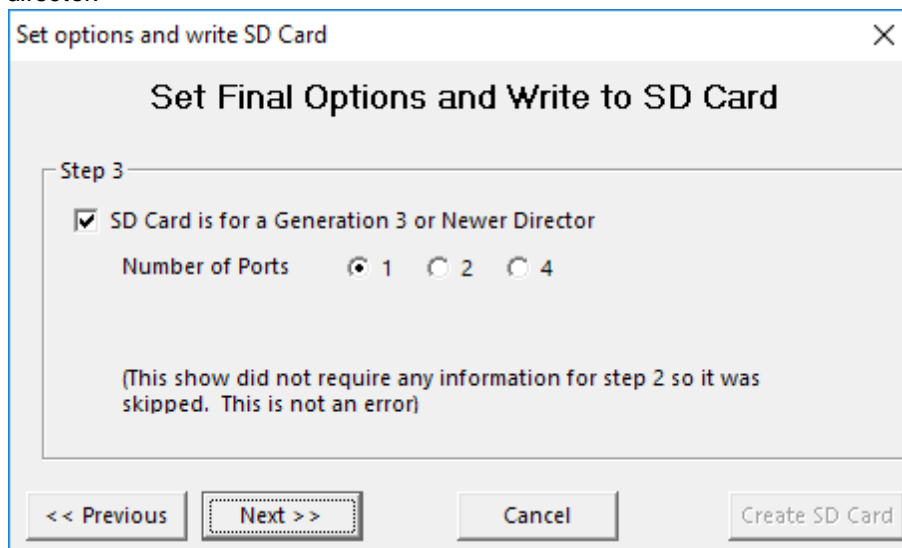 director.
Set options and write SD Card
Set Final Options and Write to SD Card
Step 3
SD Card is for a Generation 3 or Newer Director
Number of Ports 1 2 4
(This show did not require any information for step 2 so it was
skipped. This is not an error)
<< Previous Next >> Cancel Create SD Card